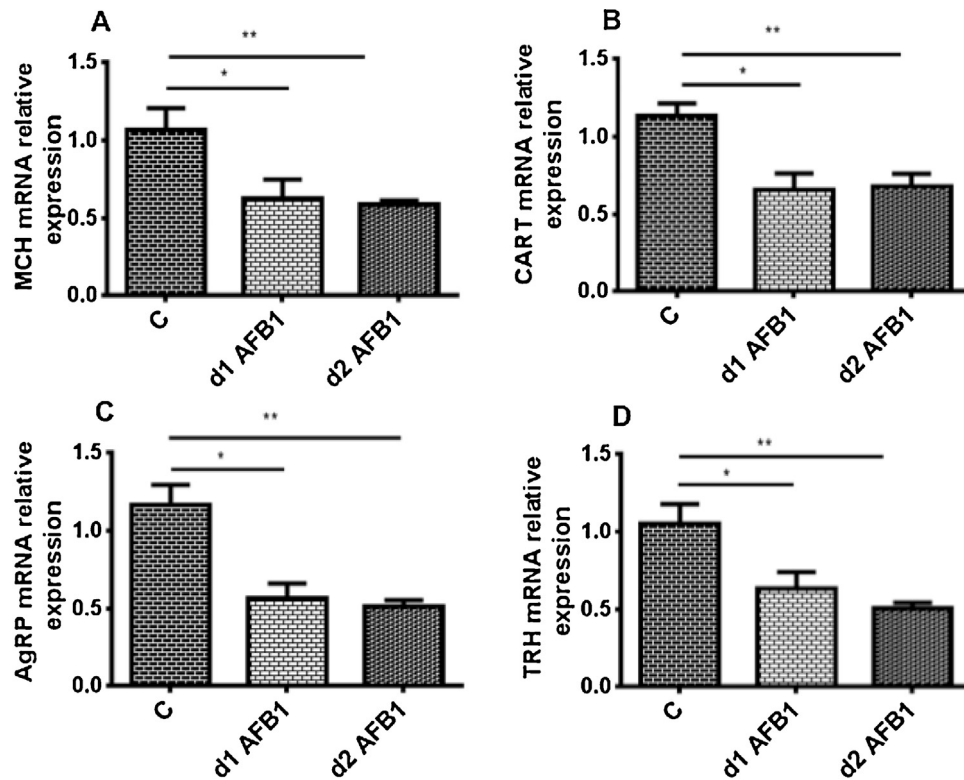 A
MCH mRNA relative
expression
1.5
1.0
0.5
0.0
**
*
C
d1 AFB1
d2 AFB1
B
CART mRNA relative
expression
1.5
1.0
0.5
0.0
**
*
C
d1 AFB1
d2 AFB1
C
AgRP mRNA relative
expression
1.5
1.0
0.5
0.0
**
*
C
d1 AFB1
d2 AFB1
D
TRH mRNA relative
expression
1.5
1.0
0.5
0.0
**
*
C
d1 AFB1
d2 AFB1